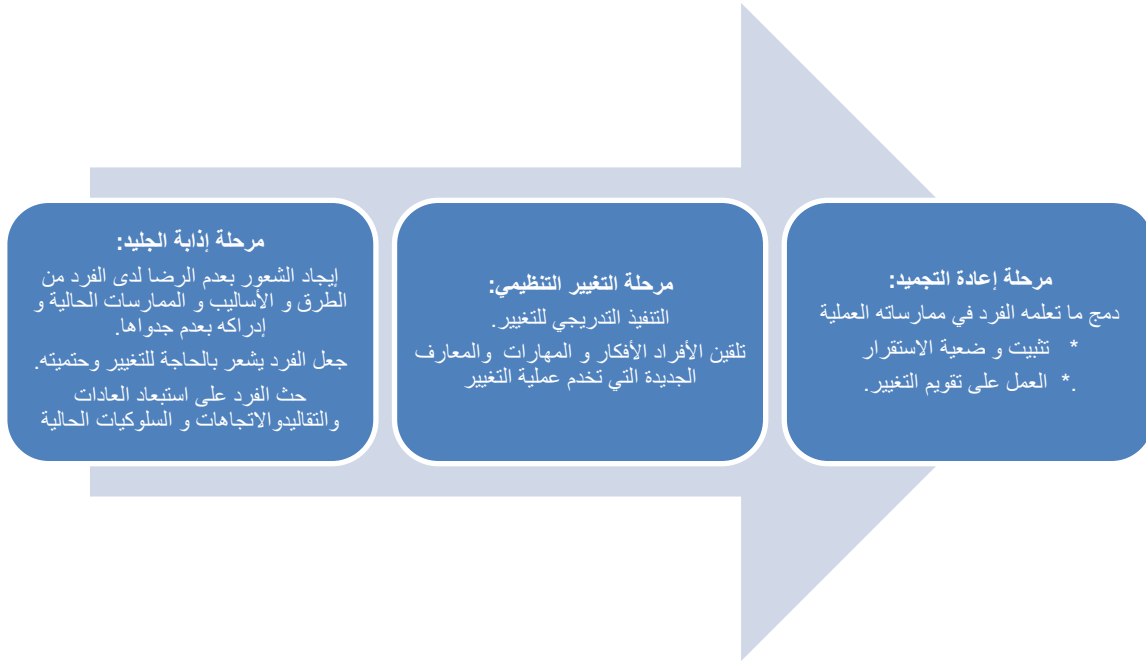 مرحلة إذابة الجليد:
إيجاد الشعور بعدم الرضا لدى الفرد من
الطرق و الأساليب و الممارسات الحالية و
إدراكه بعدم جدواها.
جعل الفرد يشعر بالحاجة للتغيير وحتميته.
حث الفرد على استبعاد العادات
والتقاليدوالاتجاهات و السلوكيات الحالية
مرحلة التغيير التنظيمي:
التنفيذ التدريجي للتغيير.
تلقين الأفراد الأفكار و المهارات والمعارف
الجديدة التي تخدم عملية التغيير
مرحلة إعادة التجميد:
دمج ما تعلمه الفرد في ممارساته العملية
* تثبيت و ضعية الاستقرار
.* العمل على تقويم التغيير.